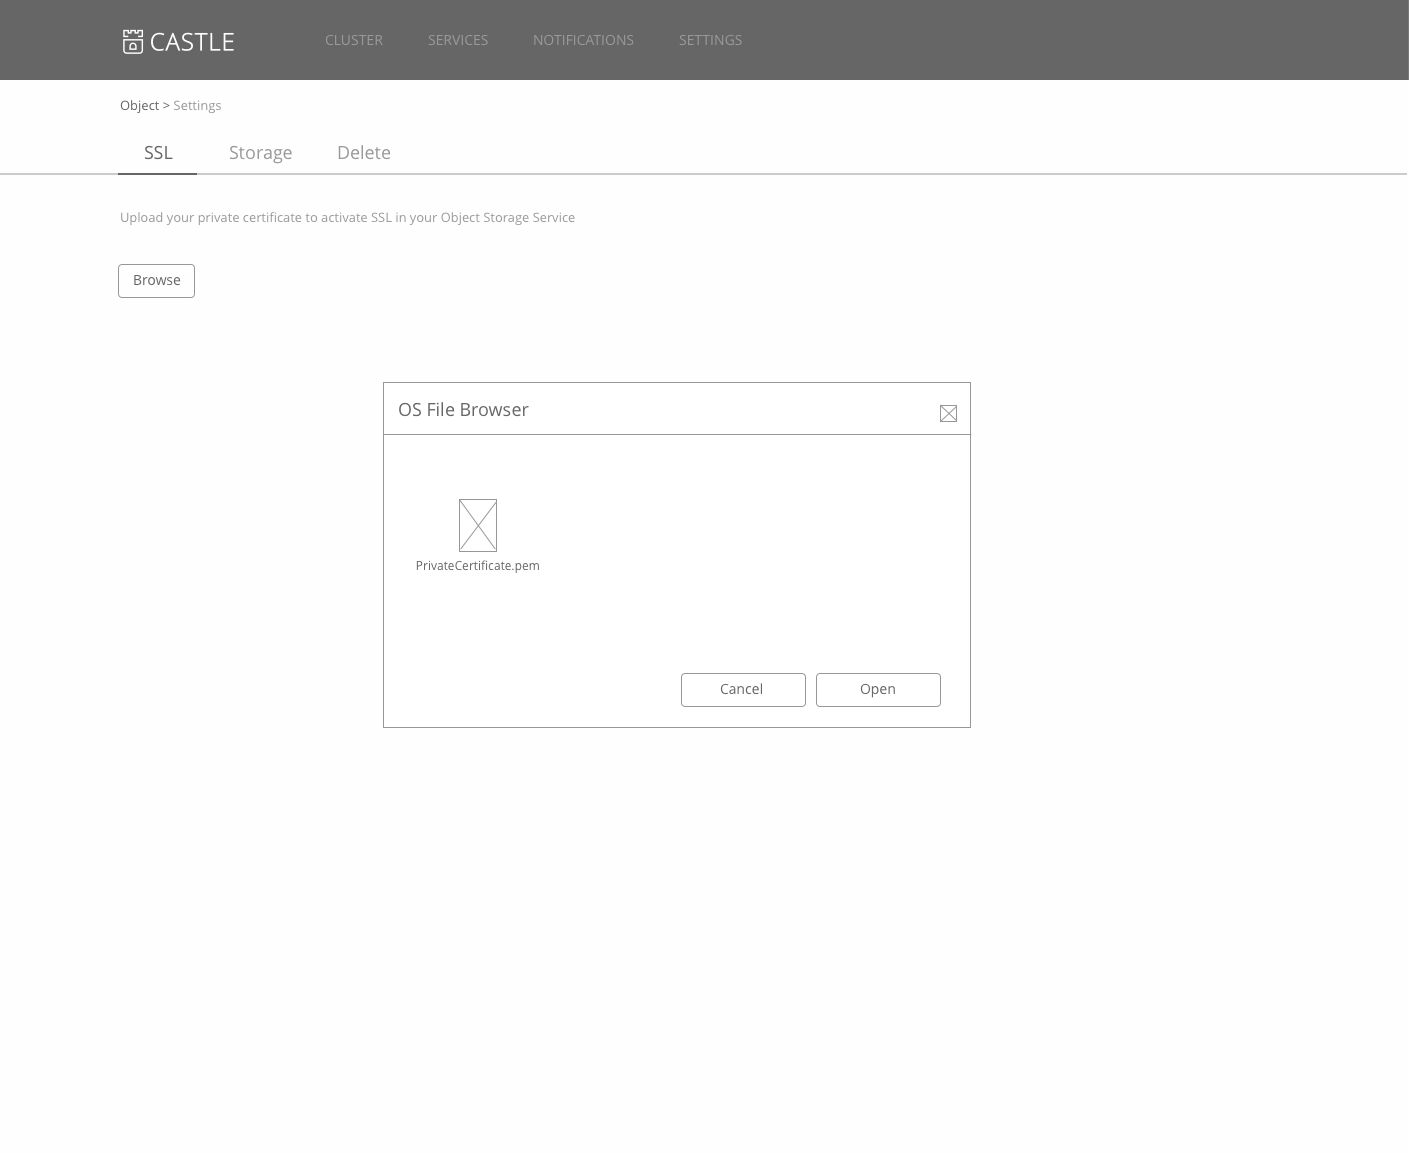 CASTLE
CLUSTER SERVICES NOTIFICATIONS SETTINGS
Object > Settings
SSL Storage Delete
Upload your private certificate to activate SSL in your Object Storage Service
Browse
OS File Browser
PrivateCertificate.pem
Cancel Open